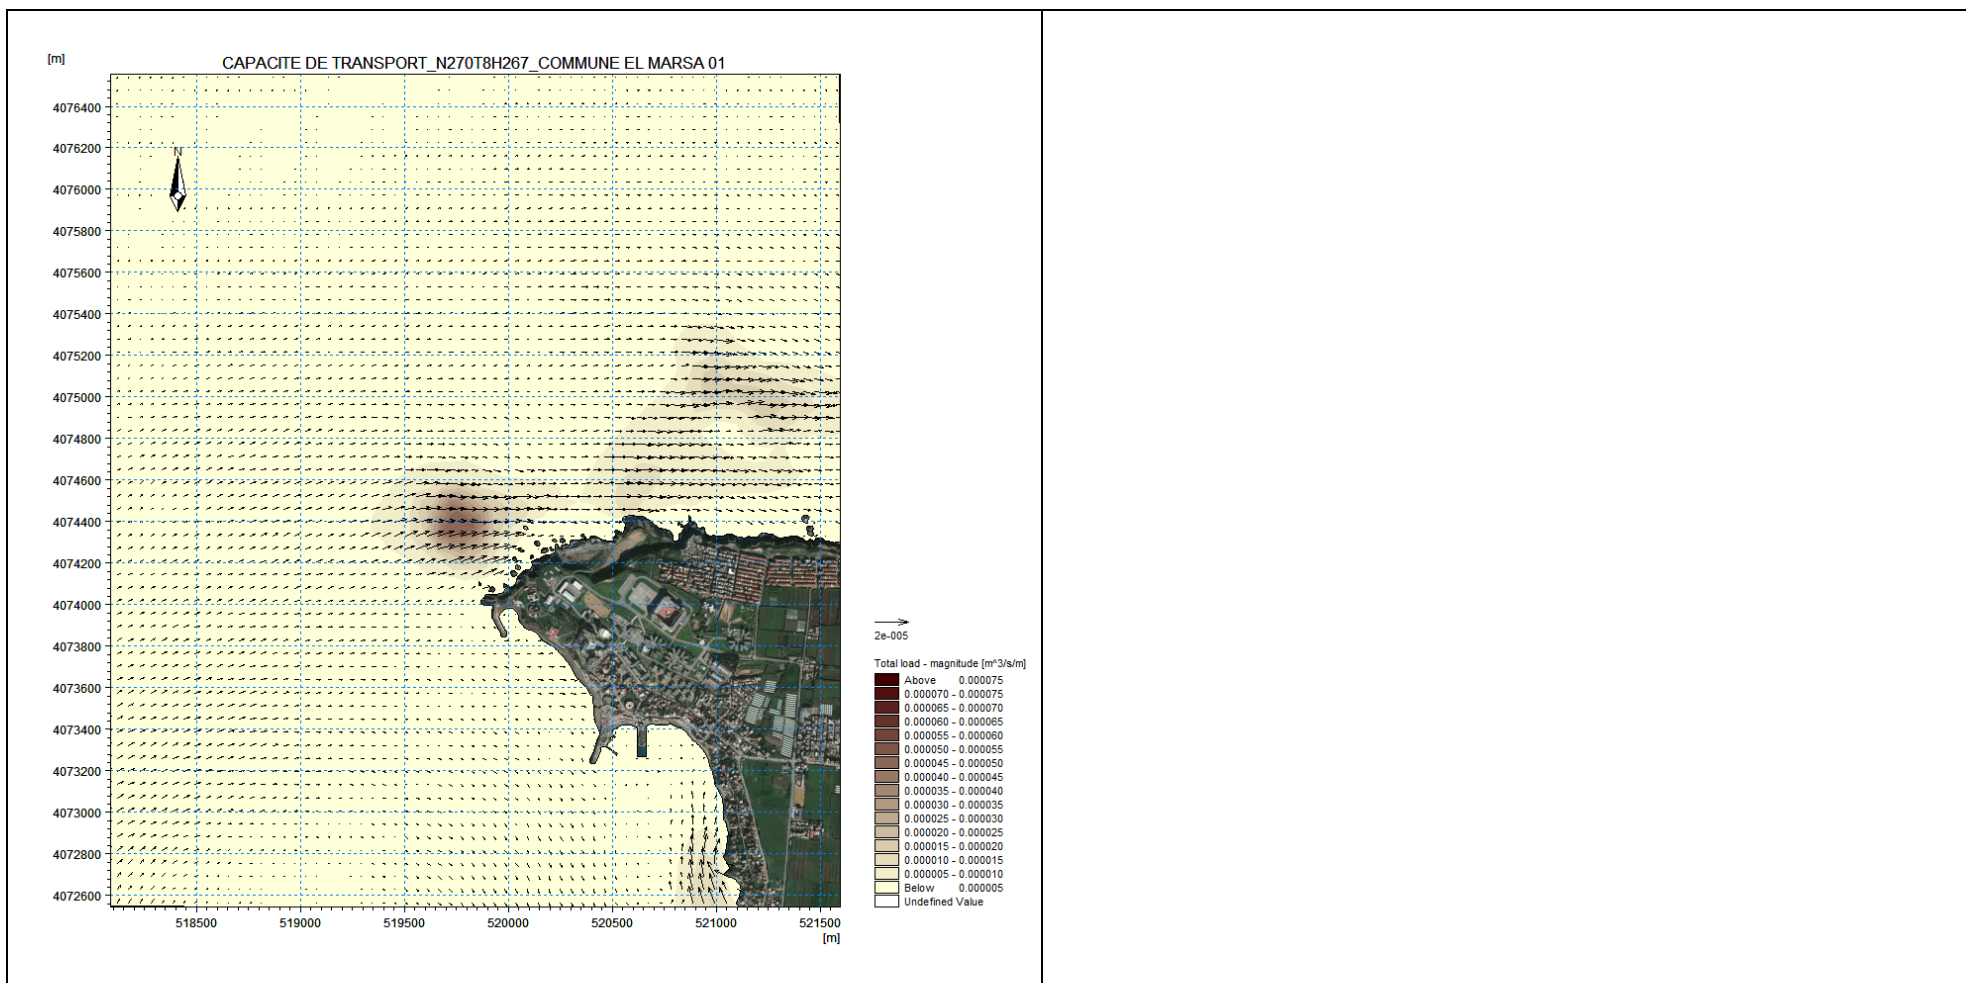 [m]
CAPACITE DE TRANSPORT_N270T8H267_COMMUNE EL MARSA 01
4076400
4076200
4076000
4075800
4075600
4075400
4075200
4075000
4074800
4074600
4074400
4074200
4074000
4073800
4073600
4073400
4073200
4073000
4072800
4072600
N
518500 519000 519500 520000 520500 521000 521500
[m]
2e-005
Total load - magnitude [m^3/s/m]
Above 0.000075
0.000070 - 0.000075
0.000065 - 0.000070
0.000060 - 0.000065
0.000055 - 0.000060
0.000050 - 0.000055
0.000045 - 0.000050
0.000040 - 0.000045
0.000035 - 0.000040
0.000030 - 0.000035
0.000025 - 0.000030
0.000020 - 0.000025
0.000015 - 0.000020
0.000010 - 0.000015
0.000005 - 0.000010
Below 0.000005
Undefined Value